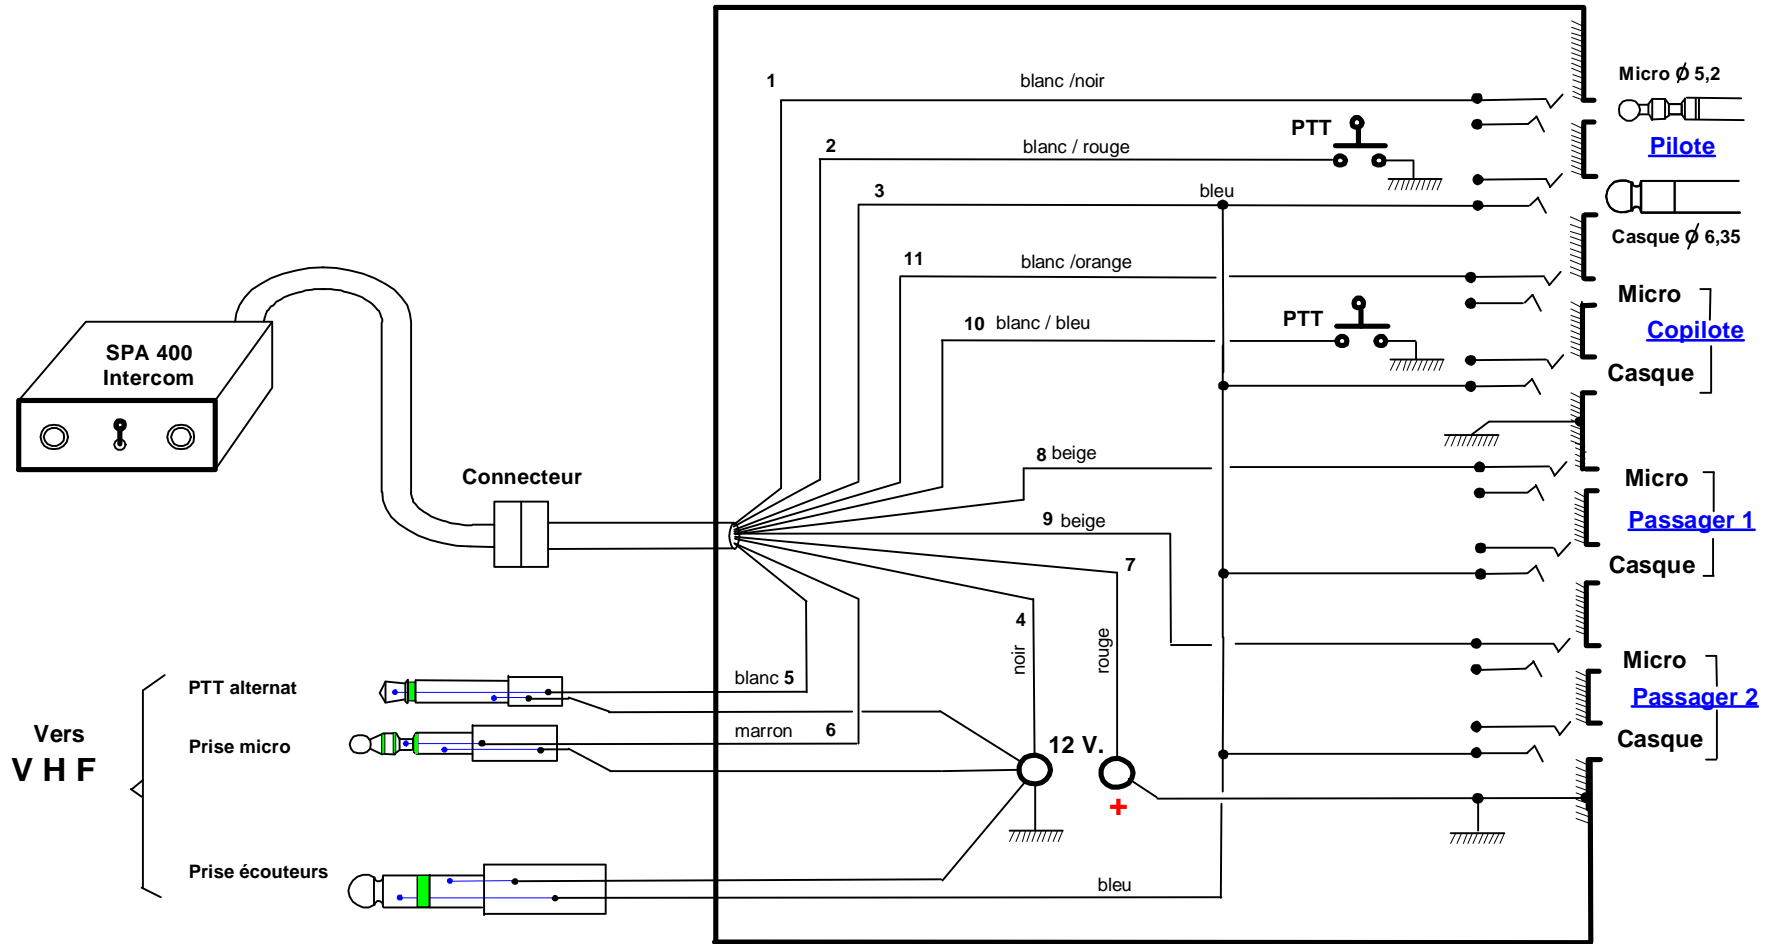 1
blanc /noir
Micro Ø 5,2
PTT
2
blanc / rouge
Pilote
3
bleu
Casque Ø 6,35
11
blanc /orange
Micro
10 blanc / bleu
PTT
Copilote
SPA 400
Intercom
Casque
Connecteur
8 beige
Micro
9 beige
Passager 1
7
Casque
4
noir
rouge
Micro
blanc 5
PTT alternat
Passager 2
marron 6
Vers
V H F
Prise micro
12 V.
Casque
+
Prise écouteurs
bleu